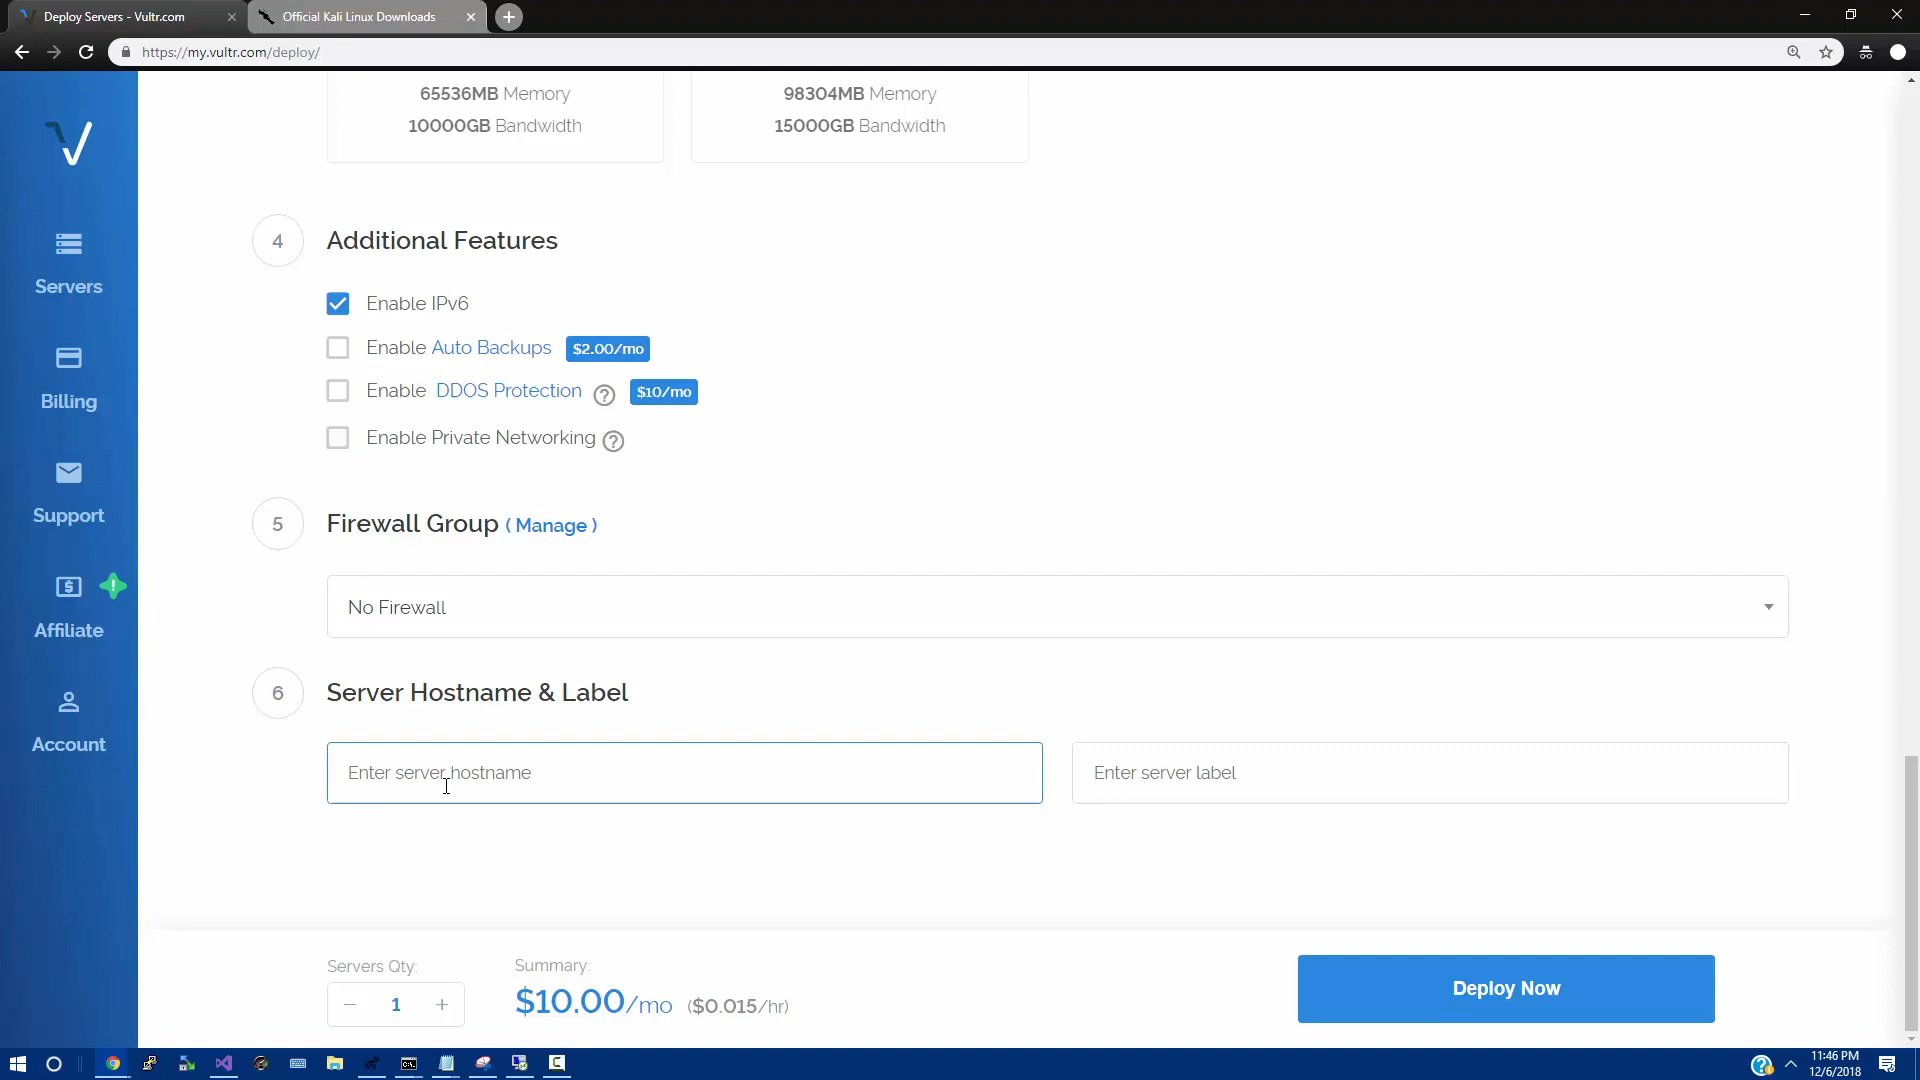 Deploy Servers - Vultr.com
Official Kali Linux Downloads
https://my.vultr.com/deploy/
65536MB Memory
98304MB Memory
10000GB Bandwidth
15000GB Bandwidth
Servers
Billing
Support
Affiliate
Account
4
Additional Features
Enable IPv6
Enable Auto Backups $2.00/mo
Enable DDOS Protection ? $10/mo
Enable Private Networking ?
5
Firewall Group ( Manage )
No Firewall
6
Server Hostname & Label
Enter server hostname
Enter server label
Servers Qty:
1
Summary:
$10.00/mo ($0.015/hr)
Deploy Now
11:46 PM
12/6/2018